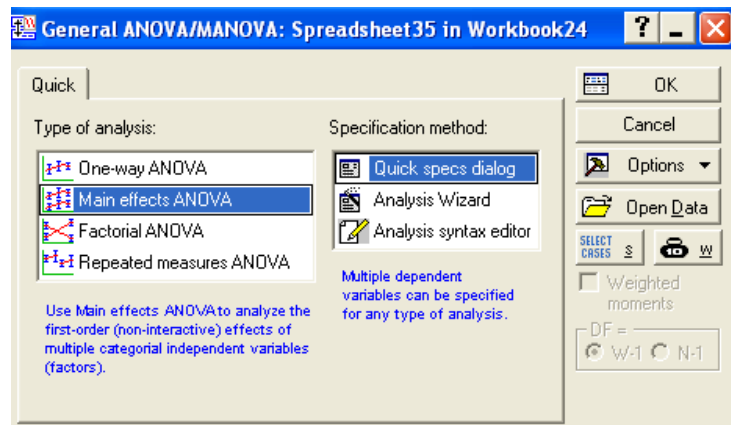 General ANOVA/MANOVA: Spreadsheet35 in Workbook24
Quick
Type of analysis:
One-way ANOVA
Main effects ANOVA
Factorial ANOVA
Repeated measures ANOVA
Use Main effects ANOVA to analyze the
first-order (non-interactive) effects of
multiple categorial independent variables
(factors).
Specification method:
Quick specs dialog
Analysis Wizard
Analysis syntax editor
Multiple dependent
variables can be specified
for any type of analysis.
OK
Cancel
Options
Open Data
SELECT
CASES S
W
Weighted
moments
DF =
W-1 N-1